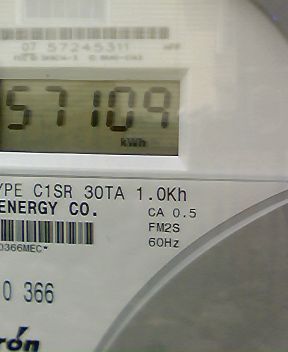 07 57245311
57109
kWh
YPE C1SR 30TA 1.0Kh
ENERGY CO.
CA 0.5
FM2S
60Hz
0366MEC*
0 366
rón